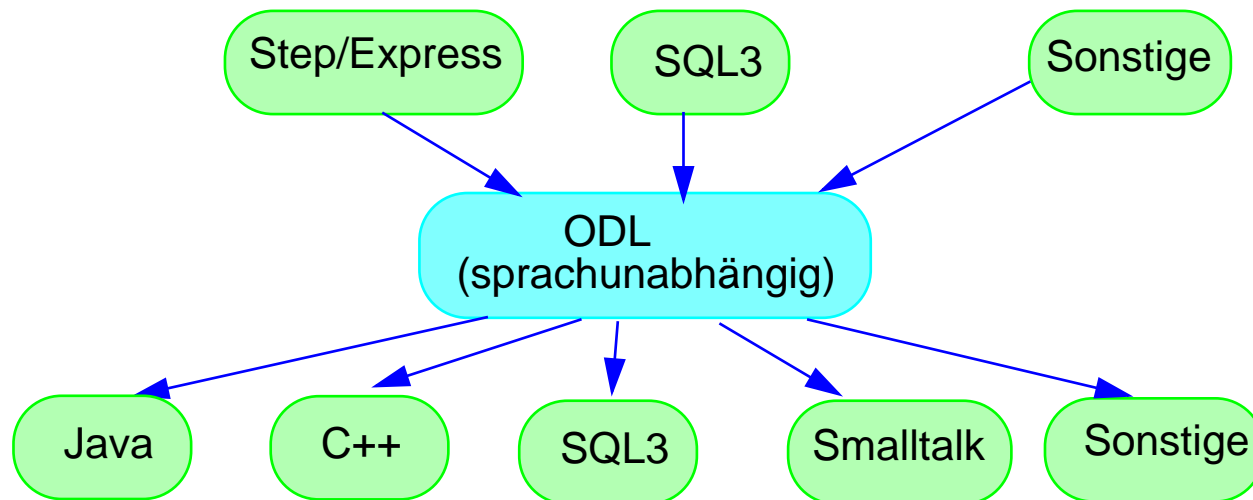 Step/Express
SQL3
Sonstige
ODL
(sprachunabhängig)
Java
C++
SQL3
Smalltalk
Sonstige